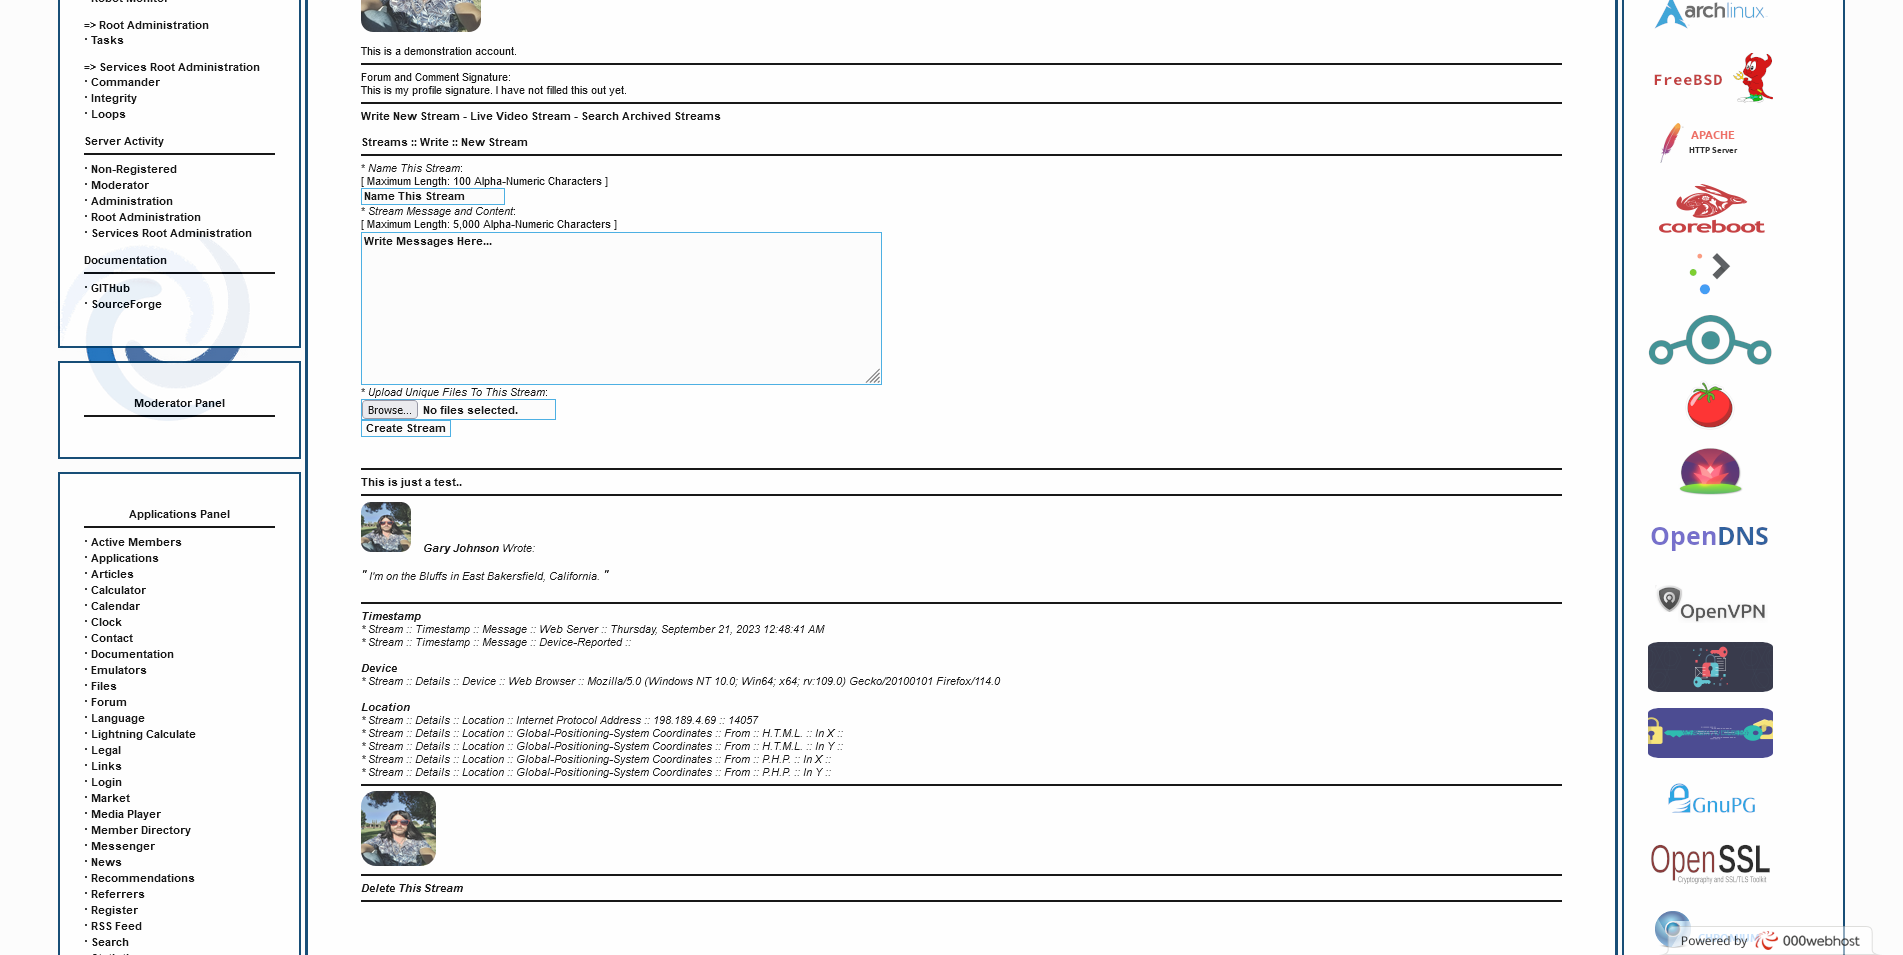 => Root Administration
· Tasks
=> Services Root Administration
· Commander
· Integrity
· Loops
Server Activity
· Non-Registered
· Moderator
· Administration
· Root Administration
· Services Root Administration
Documentation
· GITHub
· SourceForge
Moderator Panel
Applications Panel
· Active Members
· Applications
· Articles
· Calculator
· Calendar
· Clock
· Contact
· Documentation
· Emulators
· Files
· Forum
· Language
· Lightning Calculate
· Legal
· Links
· Login
· Market
· Media Player
· Member Directory
· Messenger
· News
· Recommendations
· Referrers
· Register
· RSS Feed
· Search
This is a demonstration account.
Forum and Comment Signature:
This is my profile signature. I have not filled this out yet.
Write New Stream - Live Video Stream - Search Archived Streams
Streams :: Write :: New Stream
* Name This Stream:
[ Maximum Length: 100 Alpha-Numeric Characters ]
Name This Stream
* Stream Message and Content:
[ Maximum Length: 5,000 Alpha-Numeric Characters ]
Write Messages Here...
* Upload Unique Files To This Stream:
Browse... No files selected.
Create Stream
This is just a test..
Gary Johnson Wrote:
" I'm on the Bluffs in East Bakersfield, California. "
Timestamp
* Stream :: Timestamp :: Message :: Web Server :: Thursday, September 21, 2023 12:48:41 AM
* Stream :: Timestamp :: Message :: Device-Reported ::
Device
* Stream :: Details :: Device :: Web Browser :: Mozilla/5.0 (Windows NT 10.0; Win64; x64; rv:109.0) Gecko/20100101 Firefox/114.0
Location
* Stream :: Details :: Location :: Internet Protocol Address :: 198.189.4.69 :: 14057
* Stream :: Details :: Location :: Global-Positioning-System Coordinates :: From :: H.T.M.L. :: In X ::
* Stream :: Details :: Location :: Global-Positioning-System Coordinates :: From :: H.T.M.L. :: In Y ::
* Stream :: Details :: Location :: Global-Positioning-System Coordinates :: From :: P.H.P. :: In X ::
* Stream :: Details :: Location :: Global-Positioning-System Coordinates :: From :: P.H.P. :: In Y ::
Delete This Stream
archlinux
FreeBSD
APACHE
HTTP Server
coreboot
OpenDNS
OpenVPN
GnuPG
OpenSSL
Cryptography and SSL/TLS Toolkit
Powered by 000webhost